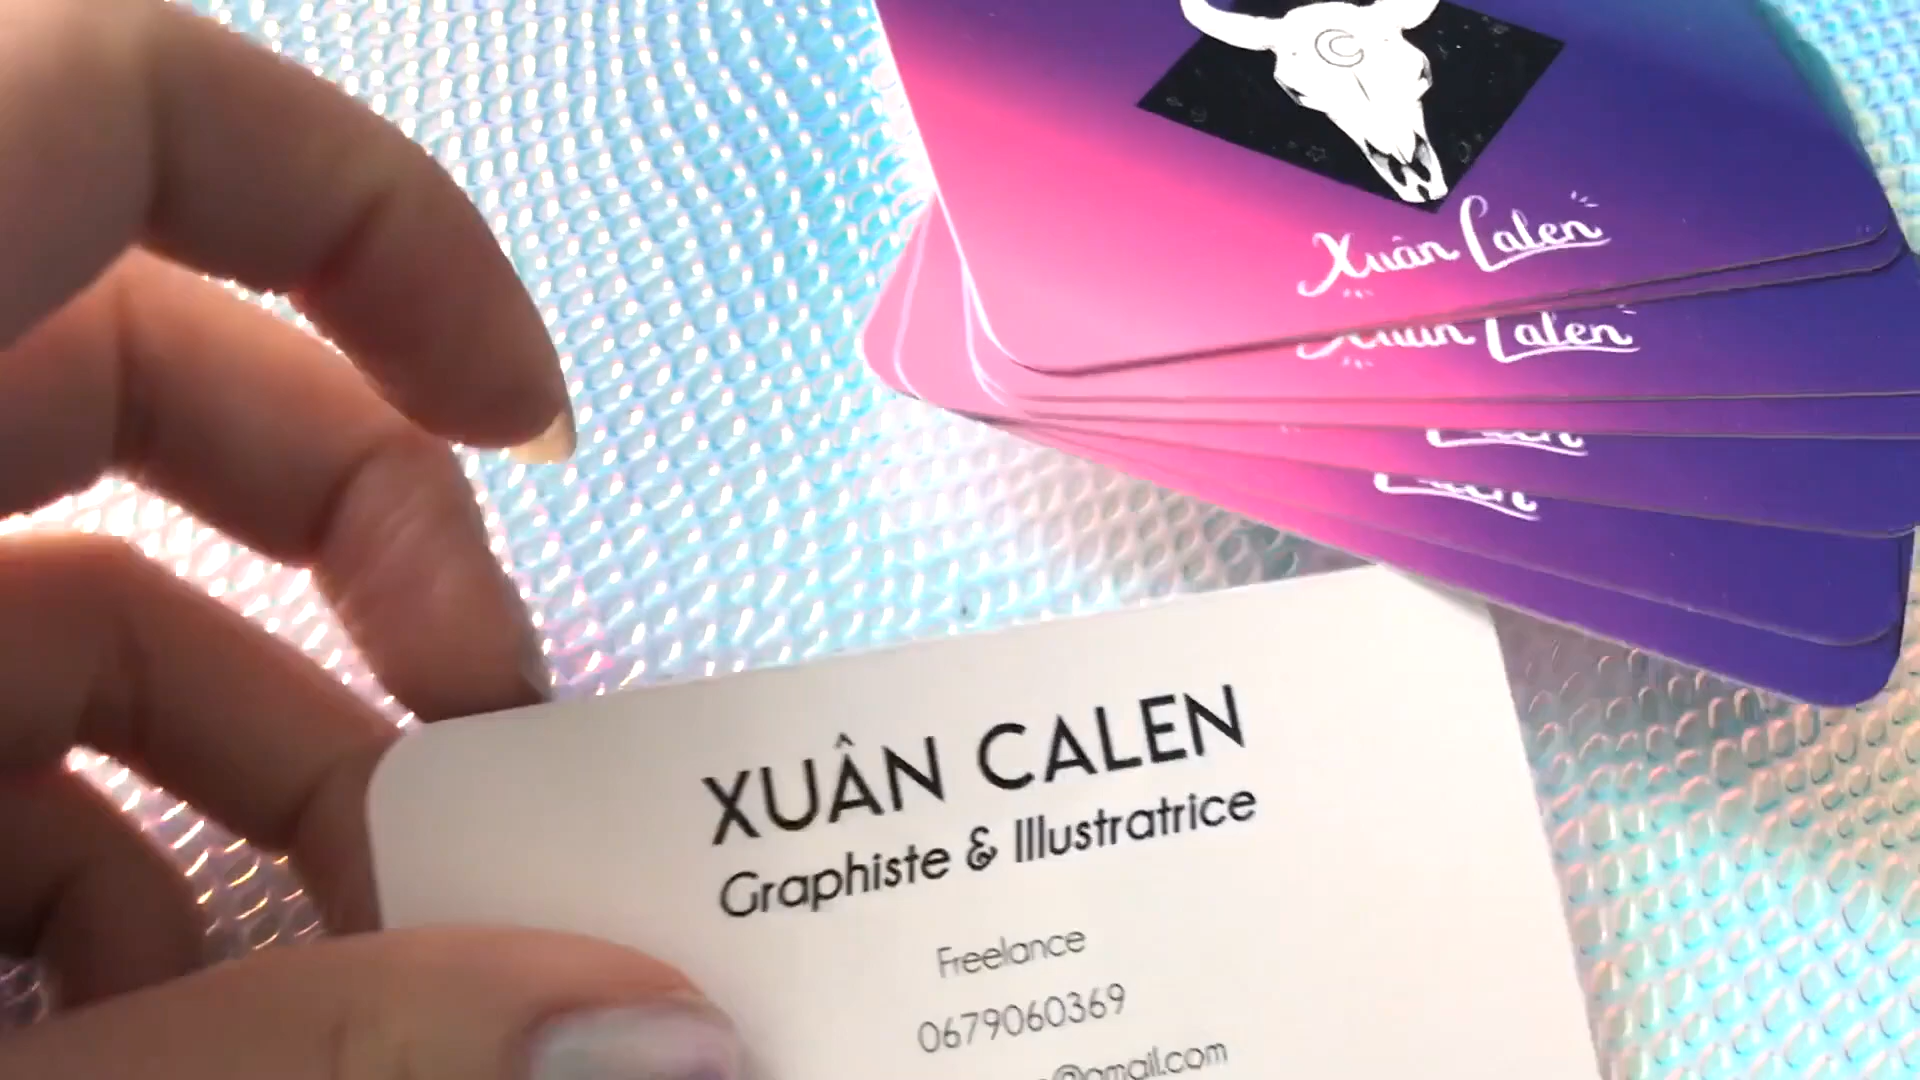 Xuân Calen
Calen
XUÂN CALEN
Graphiste & Illustratrice
Freelance
0679060369
@gmail.com